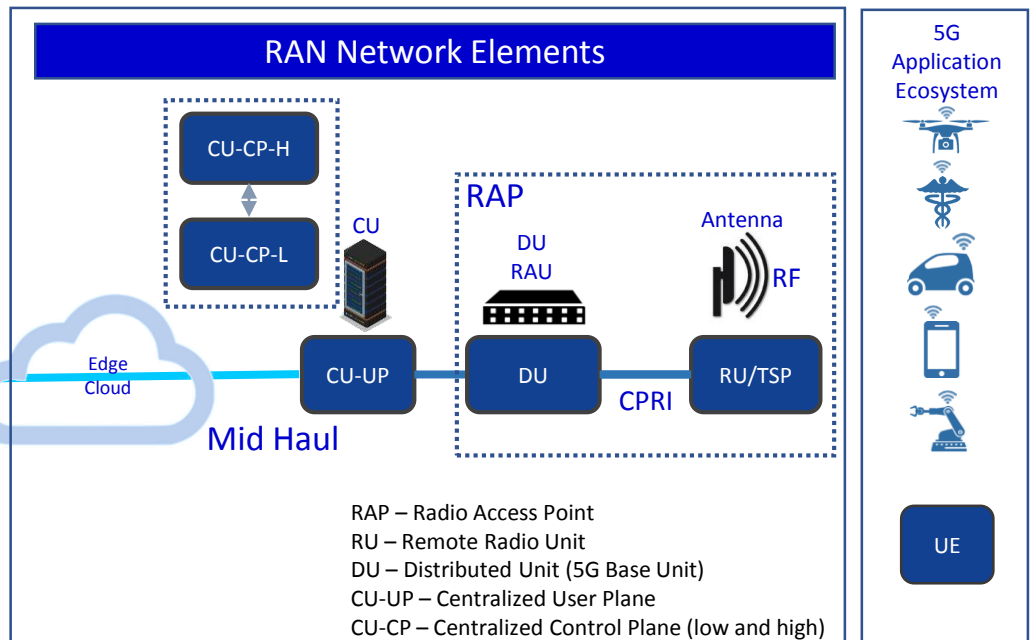 RAN Network Elements
CU-CP-H
CU-CP-L
CU
RAP
DU
RAU
Antenna
RF
Edge
Cloud
CU-UP
DU
CPRI
RU/TSP
Mid Haul
RAP – Radio Access Point
RU – Remote Radio Unit
DU – Distributed Unit (5G Base Unit)
CU-UP – Centralized User Plane
CU-CP – Centralized Control Plane (low and high)
5G
Application
Ecosystem
UE